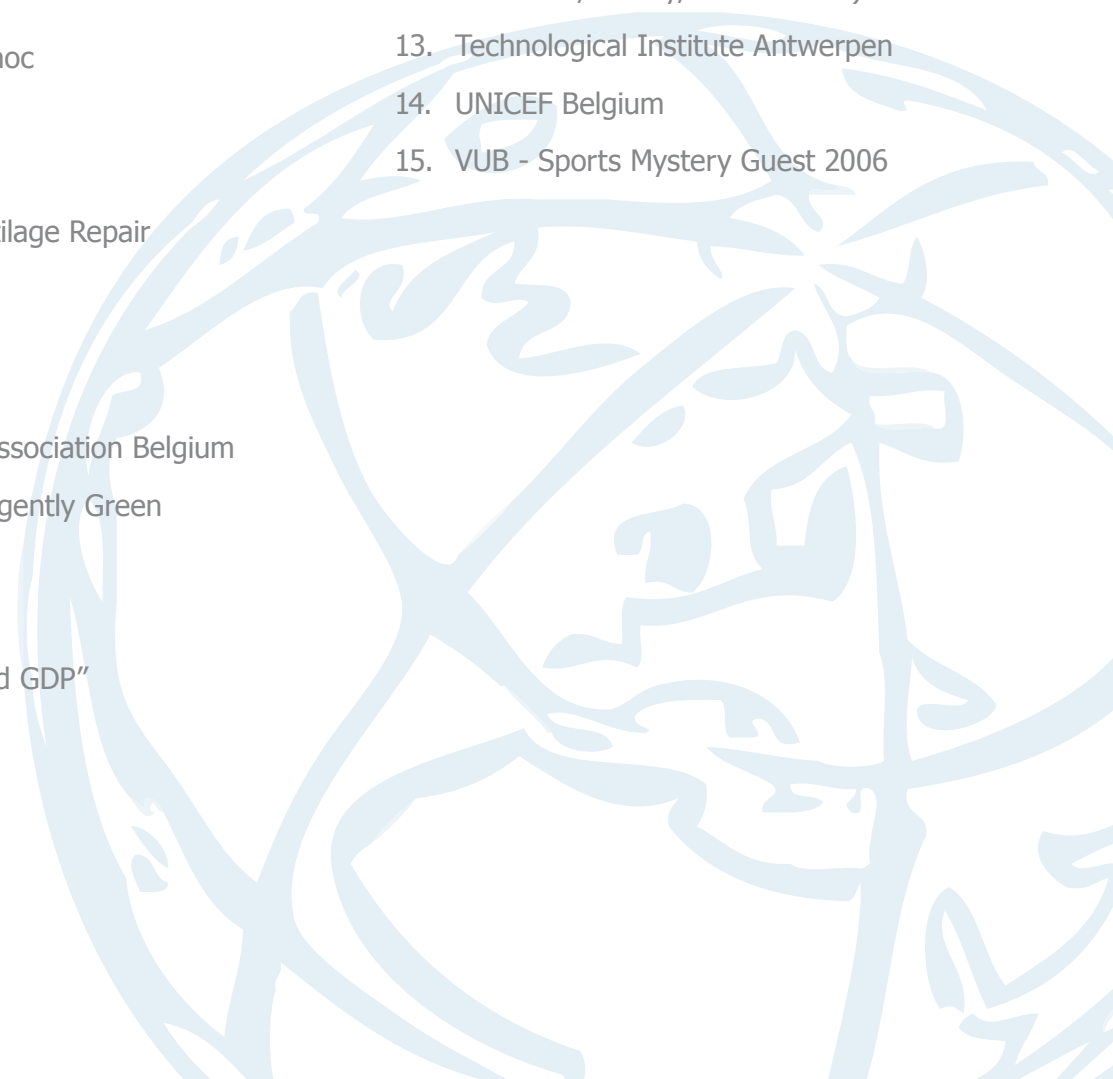 hoc
ilage Repair
ssociation Belgium
gently Green
d GDP”
13. Technological Institute Antwerpen
14. UNICEF Belgium
15. VUB - Sports Mystery Guest 2006